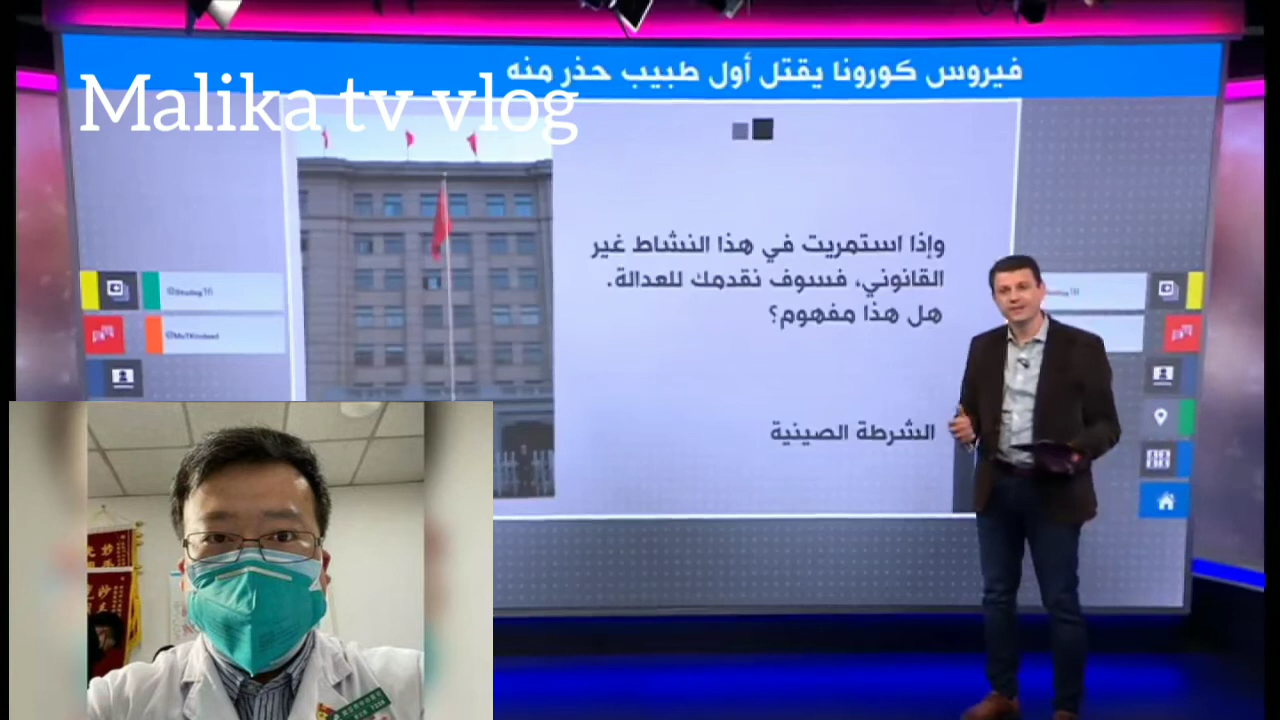 فيروس كورونا يقتل أول طبيب حذر منه
Malika tv vlog
وإذا استمريت في هذا النشاط غير
القانوني، فسوف نقدمك للعدالة.
هل هذا مفهوم؟
الشرطة الصينية